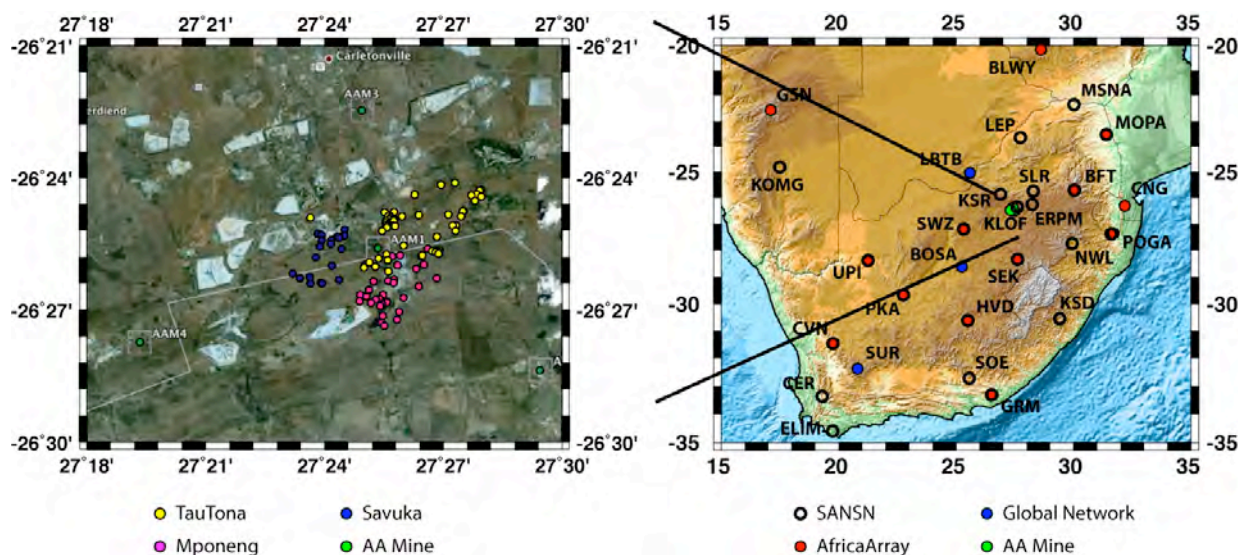 27˚18' 27˚21' 27˚24' 27˚27' 27˚30'
-26˚21' -26˚21'
Carletonville
erdiend
AAM3
-26˚24' -26˚24'
AAM1
-26˚27' -26˚27'
AAM4
A
-26˚30' -26˚30'
27˚18' 27˚21' 27˚24' 27˚27' 27˚30'
TauTona Savuka
Mponeng AA Mine
15 20 25 30 35
-20 -20
BLWY
GSN
MSNA
LEP
MOPA
-25 -25
LBTB
SLR BFT
KOMG
KSR
CNG
ERPM
SWZ KLOF
POGA
BOSA
NWL
UPI
SEK
-30 -30
PKA HVD KSD
VN
SUR SOE
CER
GRM
ELIM
-35 -35
15 20 25 30 35
SANSN Global Network
AfricaArray AA Mine